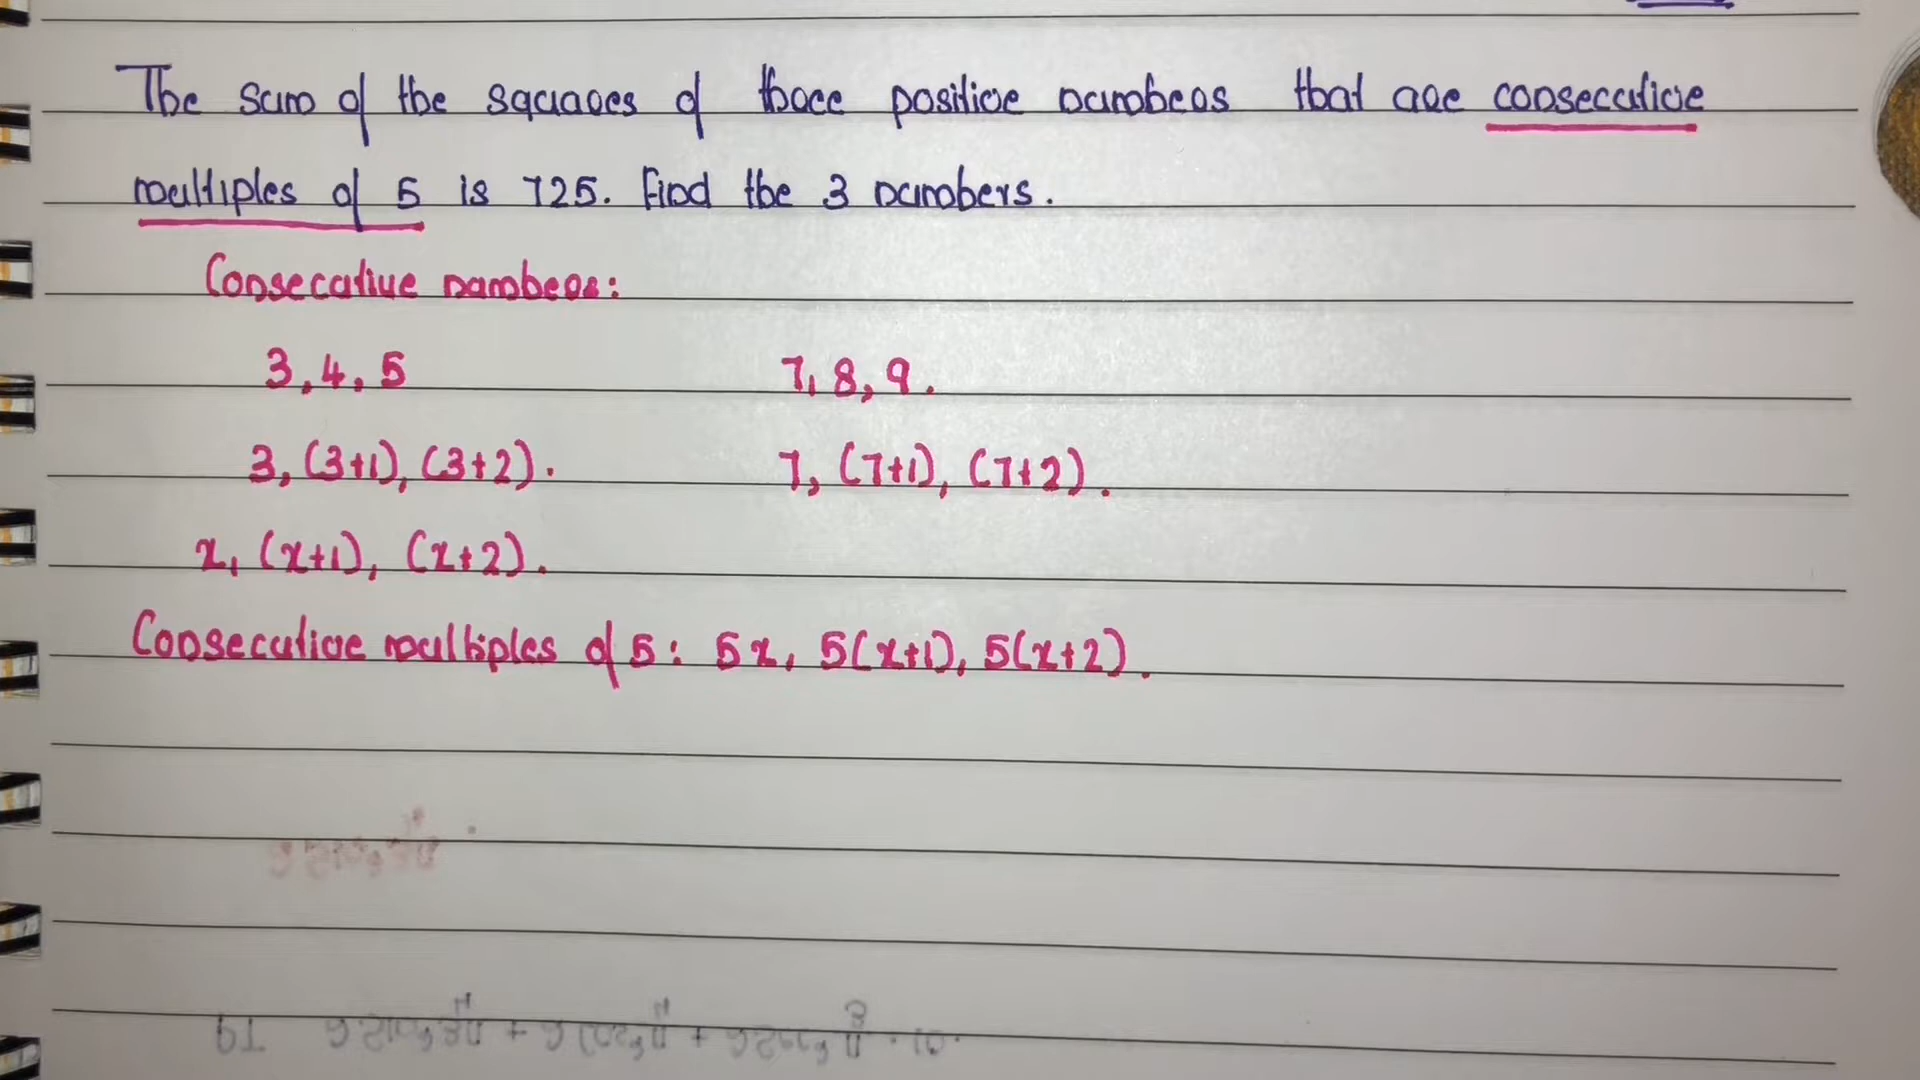 The sum of the squares of three positive numbers that are consecutive
multiples of 5 is 725. Find the 3 numbers.
Consecutive numbers:
3, 4, 5 7, 8, 9.
3, (3+1), (3+2). 7, (7+1), (7+2).
x, (x+1), (x+2).
Consecutive multiples of 5: 5x, 5(x+1), 5(x+2).